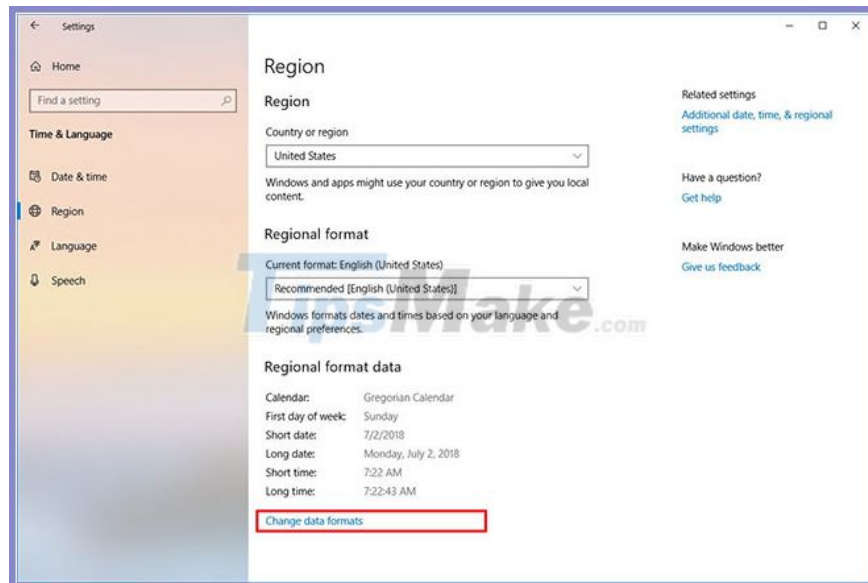 Settings
Home
Find a setting
Time & Language
Date & time
Region
Language
Speech
Region
Region
Country or region
United States
Windows and apps might use your country or region to give you local
content.
Regional format
Current format: English (United States)
Recommended [English (United States)]
Windows formats dates and times based on your language and
regional preferences.
Regional format data
Calendar: Gregorian Calendar
First day of week: Sunday
Short date: 7/2/2018
Long date: Monday, July 2, 2018
Short time: 7:22 AM
Long time: 7:22:43 AM
Change data formats
Related settings
Additional date, time, & regional
settings
Have a question?
Get help
Make Windows better
Give us feedback
TipsMake.com